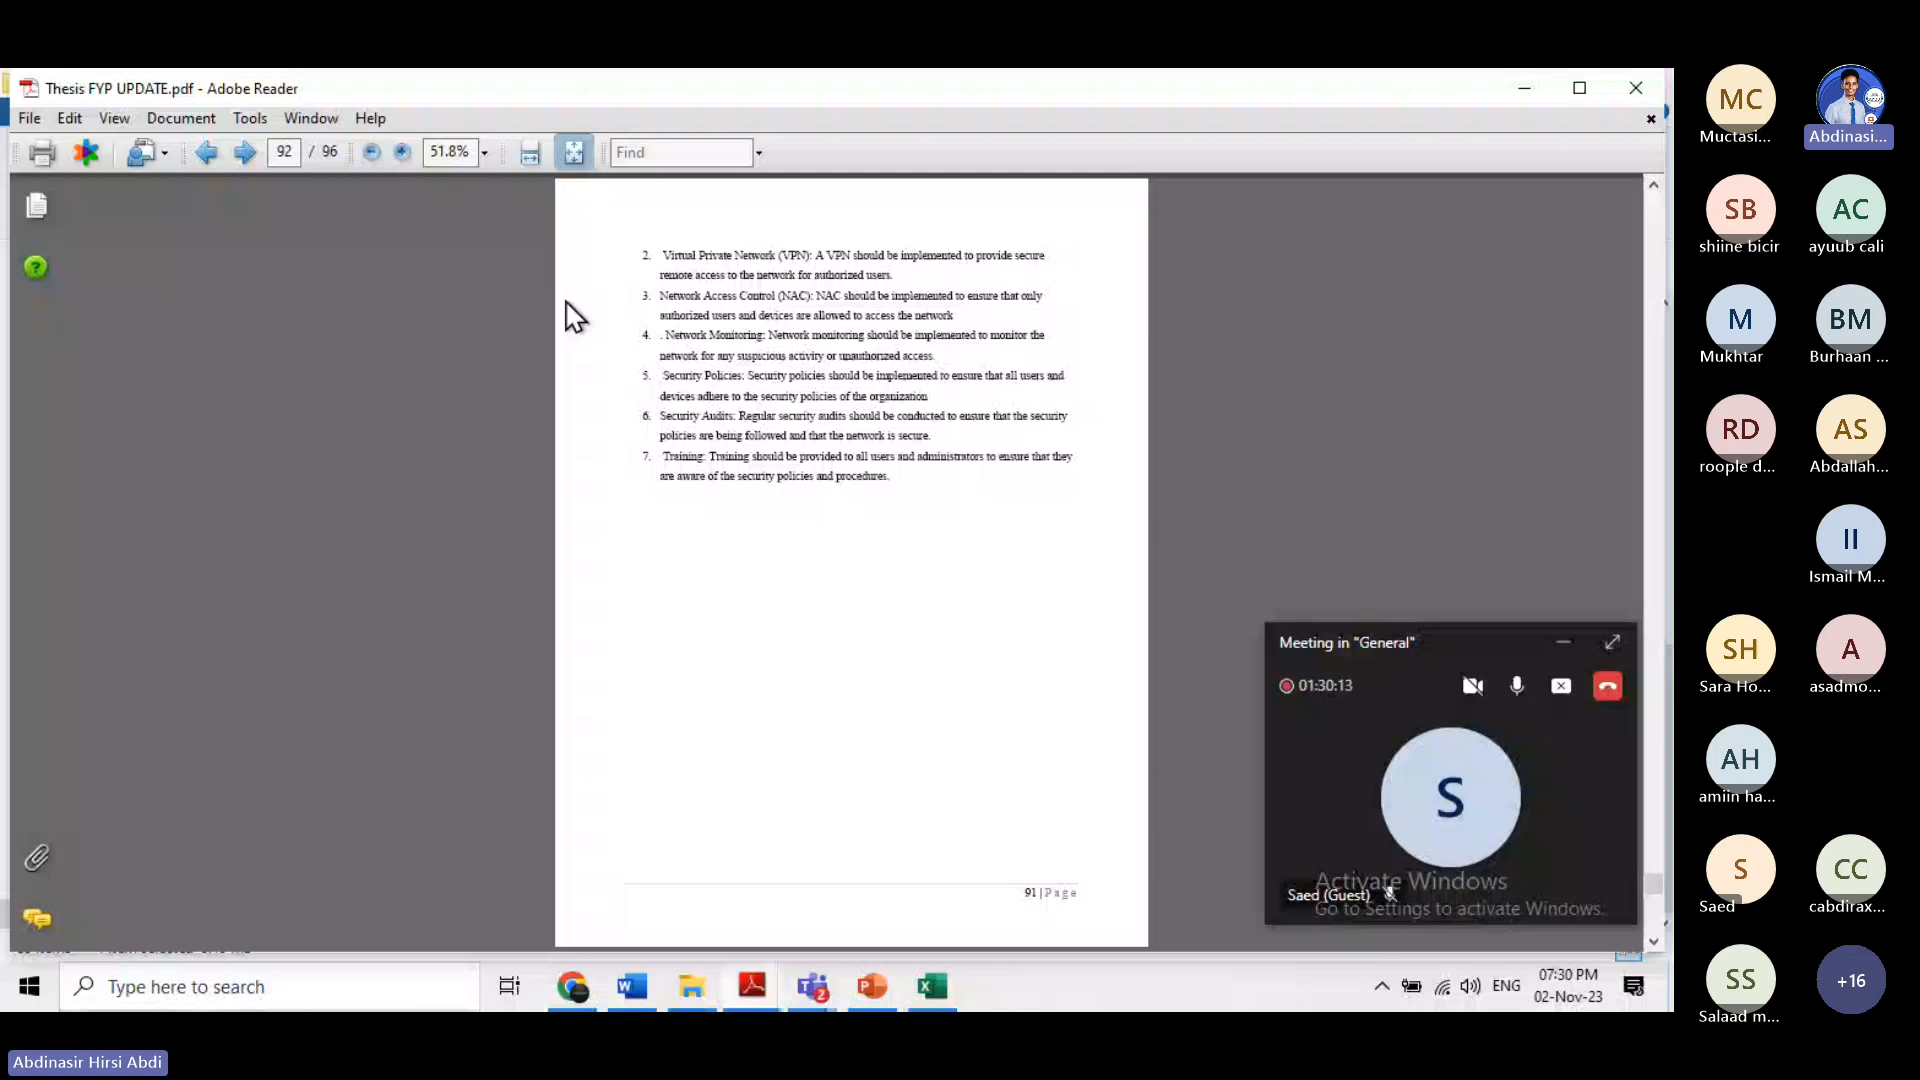 Thesis FYP UPDATE.pdf - Adobe Reader
File Edit View Document Tools Window Help
92 / 96 51.8% Find
2. Virtual Private Network (VPN): A VPN should be implemented to provide secure
remote access to the network for authorized users.
3. Network Access Control (NAC): NAC should be implemented to ensure that only
authorized users and devices are allowed to access the network
4. . Network Monitoring: Network monitoring should be implemented to monitor the
network for any suspicious activity or unauthorized access.
5. Security Policies: Security policies should be implemented to ensure that all users and
devices adhere to the security policies of the organization
6. Security Audits: Regular security audits should be conducted to ensure that the security
policies are being followed and that the network is secure.
7. Training: Training should be provided to all users and administrators to ensure that they
are aware of the security policies and procedures.
91 | Page
Meeting in "General"
01:30:13
S
Saed (Guest)
Activate Windows
Go to Settings to activate Windows.
Type here to search
2
ENG
07:30 PM
02-Nov-23
MC
Muctasi...
Abdinasi...
SB
shiine bicir
AC
ayuub cali
M
Mukhtar
BM
Burhaan ...
RD
roople d...
AS
Abdallah...
II
Ismail M...
SH
Sara Ho...
A
asadmo...
AH
amiin ha...
S
Saed
CC
cabdirax...
SS
Salaad m...
+16
Abdinasir Hirsi Abdi